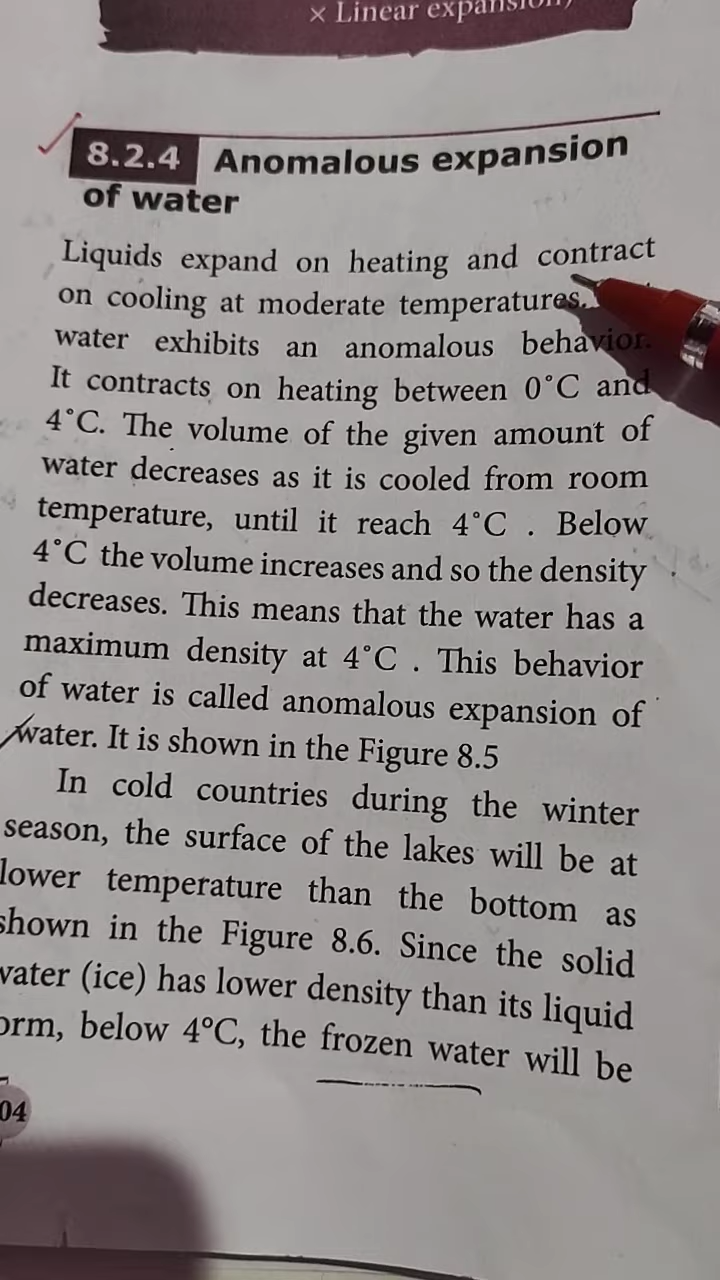 × Linear expansion)
8.2.4 Anomalous expansion
of water
Liquids expand on heating and contract
on cooling at moderate temperatures.
water exhibits an anomalous behavior.
It contracts on heating between 0°C and
4°C. The volume of the given amount of
water decreases as it is cooled from room
temperature, until it reach 4°C . Below
4°C the volume increases and so the density
decreases. This means that the water has a
maximum density at 4°C . This behavior
of water is called anomalous expansion of
water. It is shown in the Figure 8.5
In cold countries during the winter
season, the surface of the lakes will be at
lower temperature than the bottom as
shown in the Figure 8.6. Since the solid
water (ice) has lower density than its liquid
orm, below 4°C, the frozen water will be
04